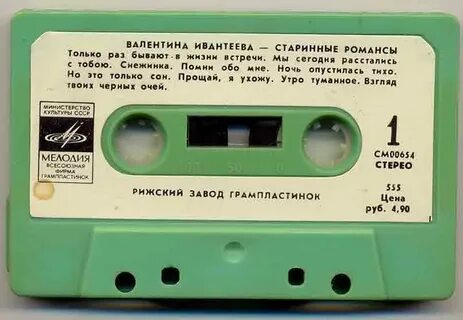 ВАЛЕНТИНА ИВАНТЕЕВА — СТАРИННЫЕ РОМАНСЫ
Только раз бывают в жизни встречи. Мы сегодня расстались
с тобою. Снежинка. Помни обо мне. Ночь опустилась тихо.
Но это только сон. Прощай, я ухожу. Утро туманное. Взгляд
твоих черных очей.
МИНИСТЕРСТВО
КУЛЬТУРЫ СССР
МЕЛОДИЯ
ВСЕСОЮЗНАЯ
ФИРМА
ГРАМПЛАСТИНОК
1
СМ00654
СТЕРЕО
50
РИЖСКИЙ ЗАВОД ГРАМПЛАСТИНОК
555
Цена
руб. 4,90